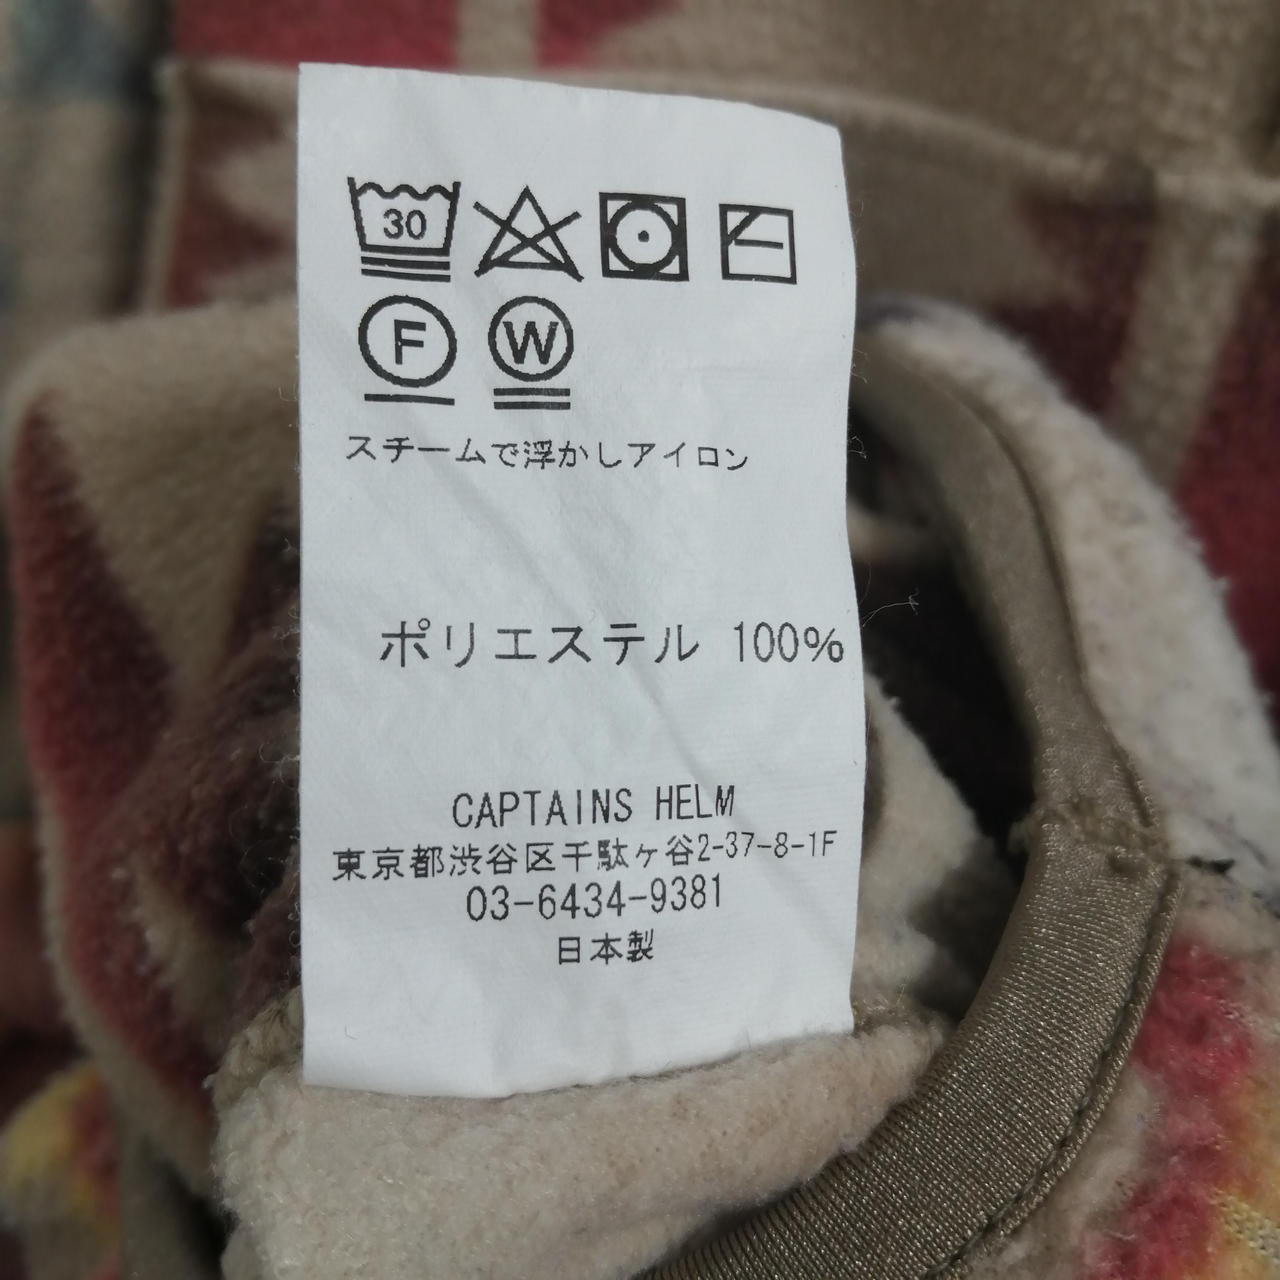 30
F W
スチームで浮かしアイロン
ポリエステル 100%
CAPTAINS HELM
東京都渋谷区千駄ヶ谷2-37-8-1F
03-6434-9381
日本製